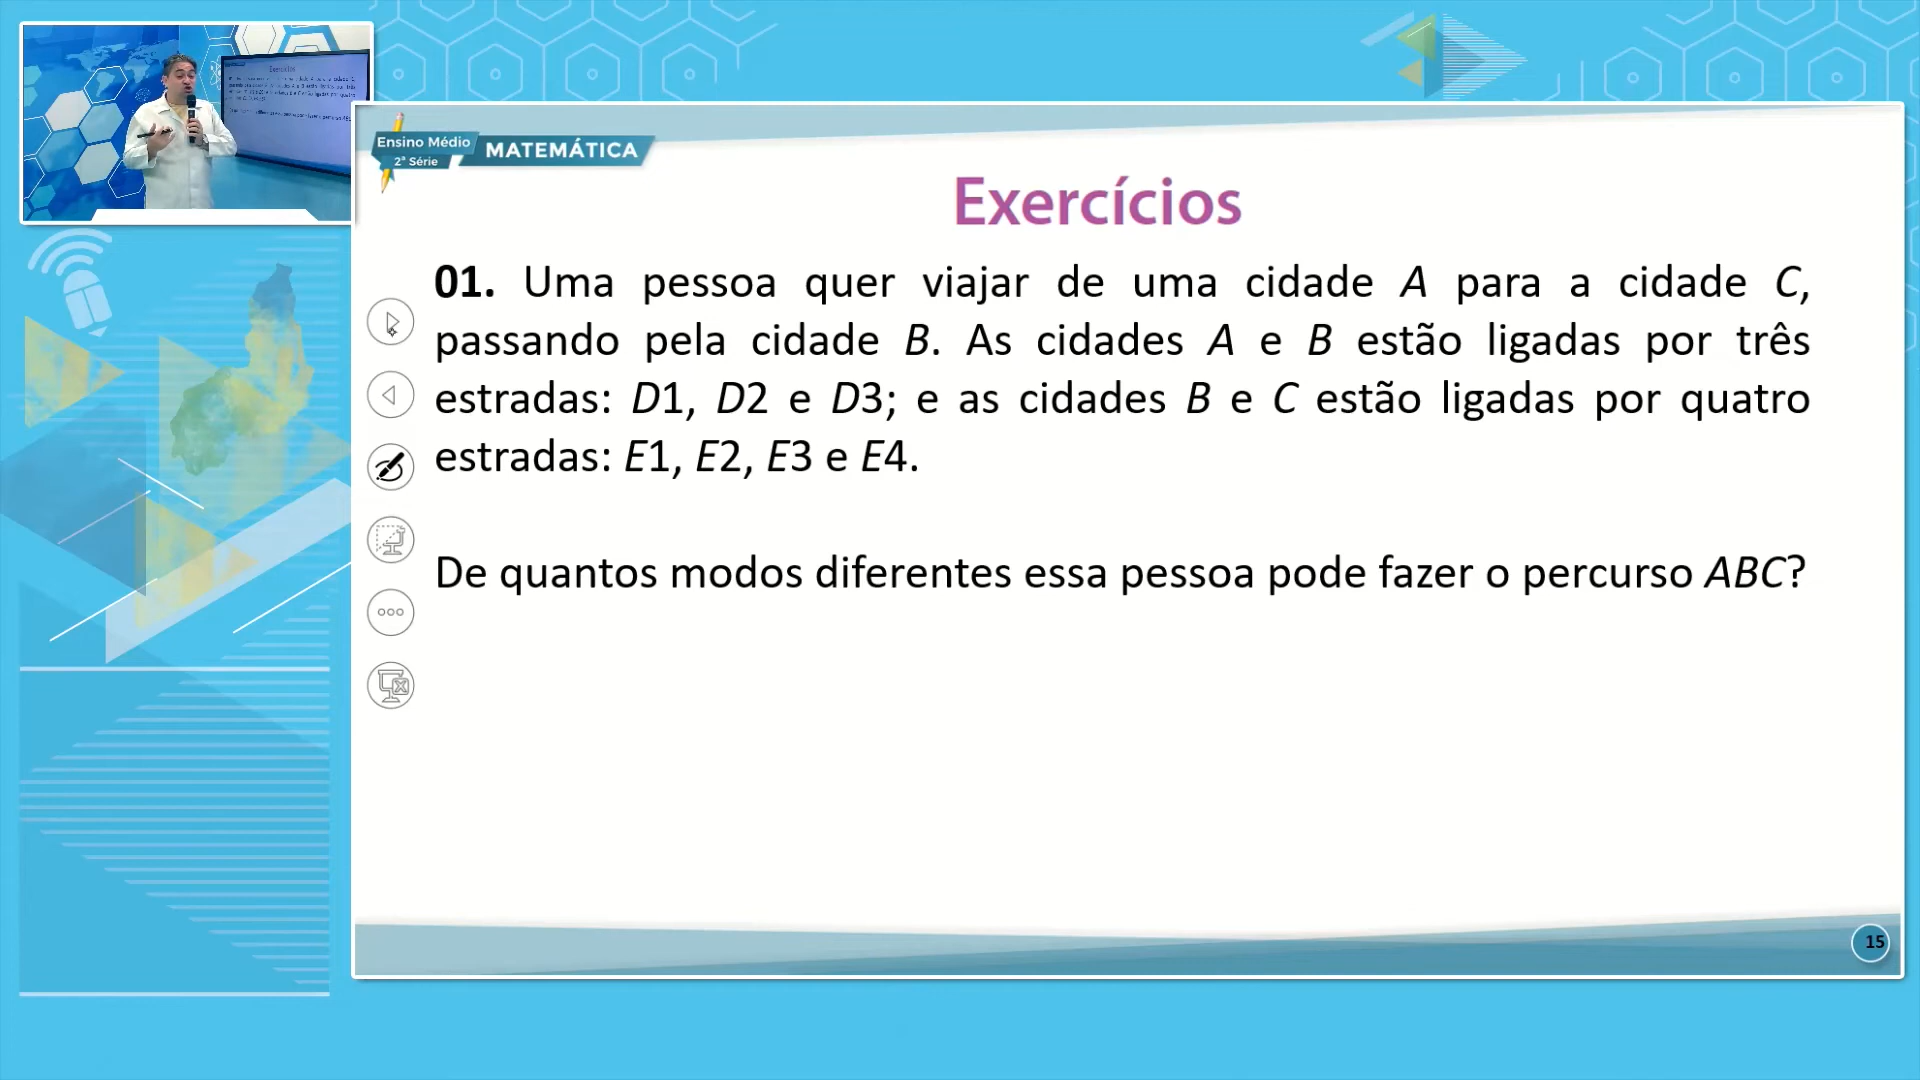 Ensino Médio
2ª Série
MATEMÁTICA
Exercícios
01. Uma pessoa quer viajar de uma cidade A para a cidade C,
passando pela cidade B. As cidades A e B estão ligadas por três
estradas: D1, D2 e D3; e as cidades B e C estão ligadas por quatro
estradas: E1, E2, E3 e E4.
De quantos modos diferentes essa pessoa pode fazer o percurso ABC?
15